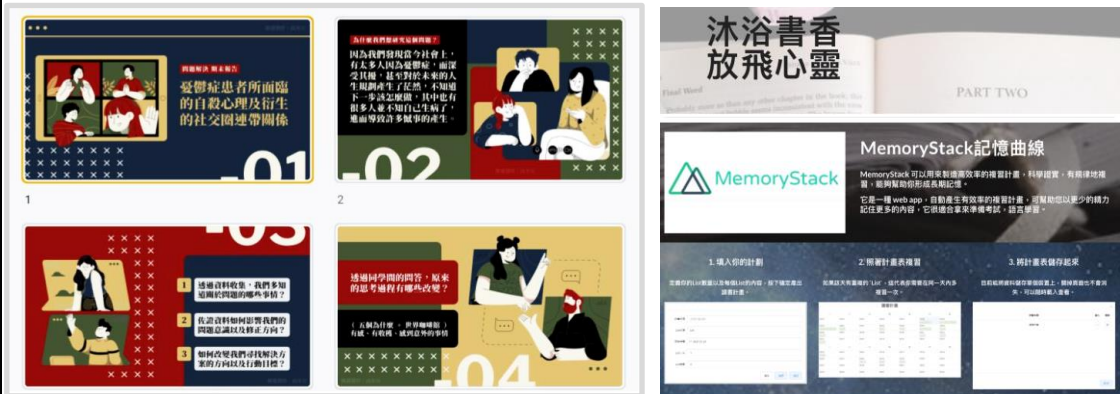 問題解決 期末報告
憂鬱症患者所面臨
的自殺心理及衍生
的社交圈連帶關係
-01
1
為什麼我們想研究這個問題？
因為我們發現當今社會上，
有太多人因為憂鬱症，而深
受其擾，甚至對於未來的人
生規劃產生了茫然，不知道
下一步該怎麼做，其中也有
很多人並不知自己生病了，
進而導致許多憾事的產生。
-02
2
-03
1 透過資料收集，我們多知
道關於問題的哪些事情？
2 佐證資料如何影響我們的
問題意識以及修正方向？
3 如何改變我們尋找解決方
案的方向以及行動目標？
透過同學間的問答，原來
的思考過程有哪些改變？
（ 五個為什麼 。 世界咖啡館 ）
有感、有收穫、感到意外的事情
-04
沐浴書香
放飛心靈
PART TWO
MemoryStack
MemoryStack記憶曲線
MemoryStack 可以用來製造高效率的複習計畫，科學證實，有規律地複
習，能夠幫助你形成長期記憶。
它是一種 web app，自動產生有效率的複習計畫，可幫助您以更少的精力
記住更多的內容，它很適合拿來準備考試，語言學習。
1. 填入你的計劃
2. 照著計畫表複習
3. 將計畫表儲存起來